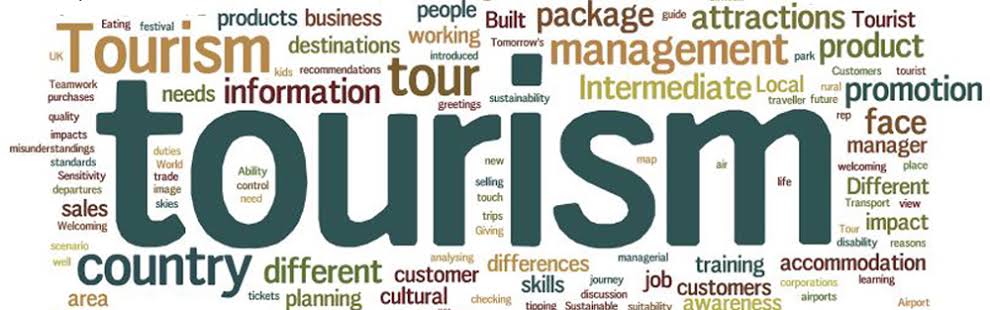 Eating
festival
products business
people
Built
package
guide
attractions
Tourist
UK
Tourism
destinations
working
introduced
Tomorrow's
management
park
product
kids
recommendations
tour
Customers
tourist
Teamwork
purchases
needs
information
greetings
sustainability
Intermediate
Local
rural
traveller
future
promotion
quality
rep
face
impacts
manager
misunderstandings
standards
Sensitivity
departures
duties
World
trade
image
skies
Ability
control
need
tourism
new
selling
touch
trips
Giving
map
air
life
welcoming
place
Different
Transport
view
sales
Welcoming
impact
Tour
disability
reasons
scenario
well
country
different
analysing
customer
differences
managerial
training
accommodation
skills
journey
job
customers
corporations
learning
area
tickets
planning
cultural
checking
discussion
airports
tipping
Sustainable
suitability
awareness
Airport